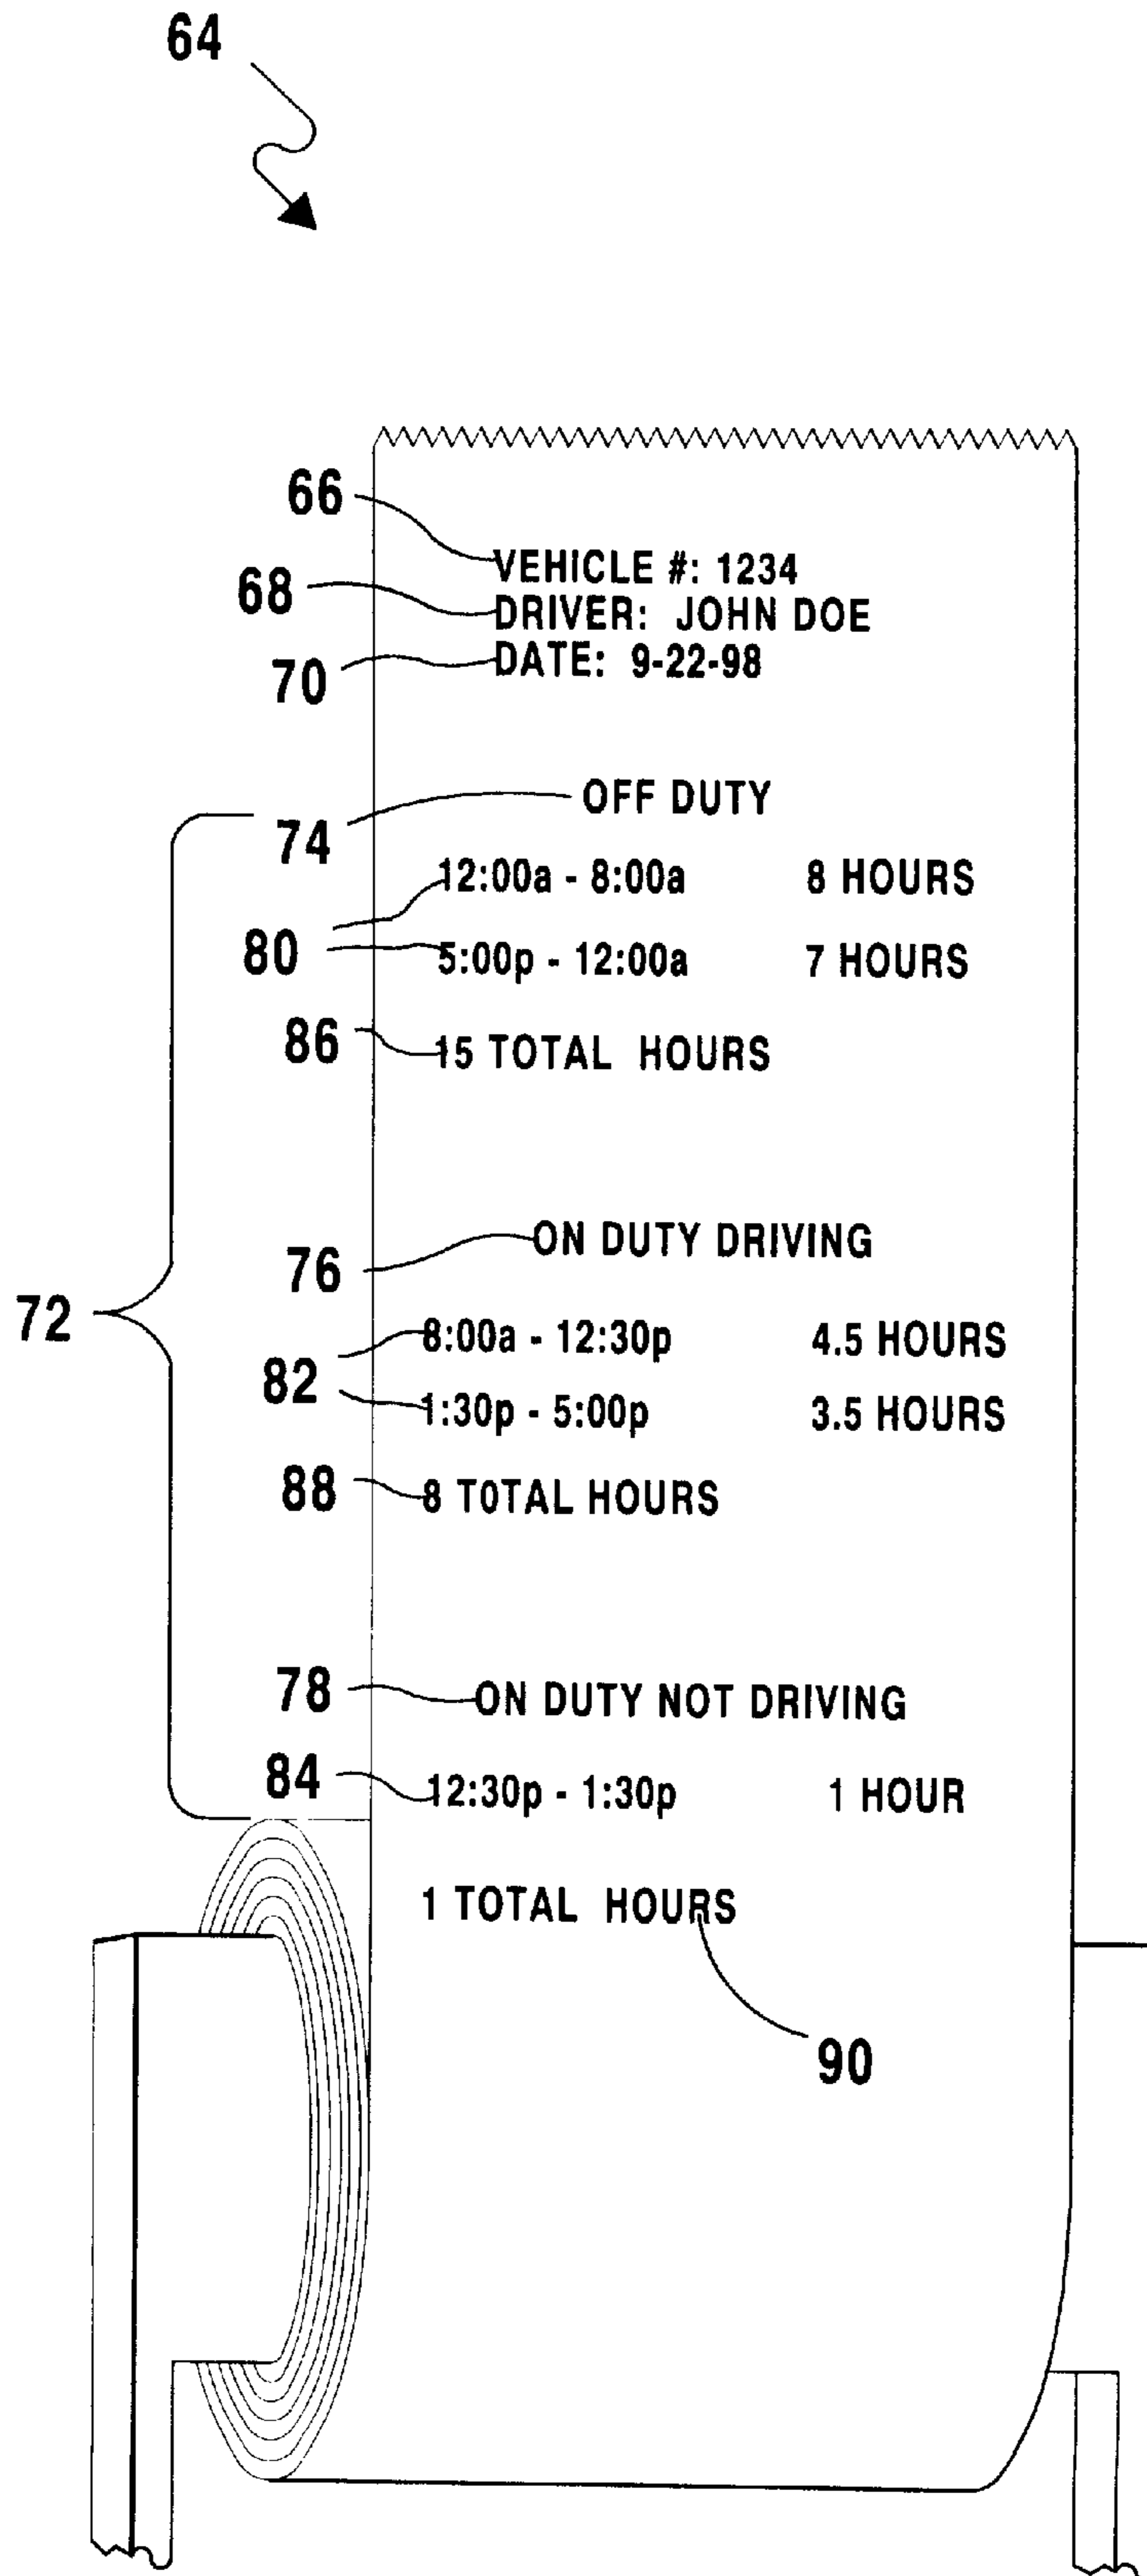 64
66
VEHICLE #: 1234
68
DRIVER: JOHN DOE
70
DATE: 9-22-98
74
OFF DUTY
12:00a - 8:00a 8 HOURS
80
5:00p - 12:00a 7 HOURS
86
15 TOTAL HOURS
76
ON DUTY DRIVING
72
8:00a - 12:30p 4.5 HOURS
82
1:30p - 5:00p 3.5 HOURS
88
8 T0TAL HOURS
78
ON DUTY NOT DRIVING
84
12:30p - 1:30p 1 HOUR
1 TOTAL HOURS
90